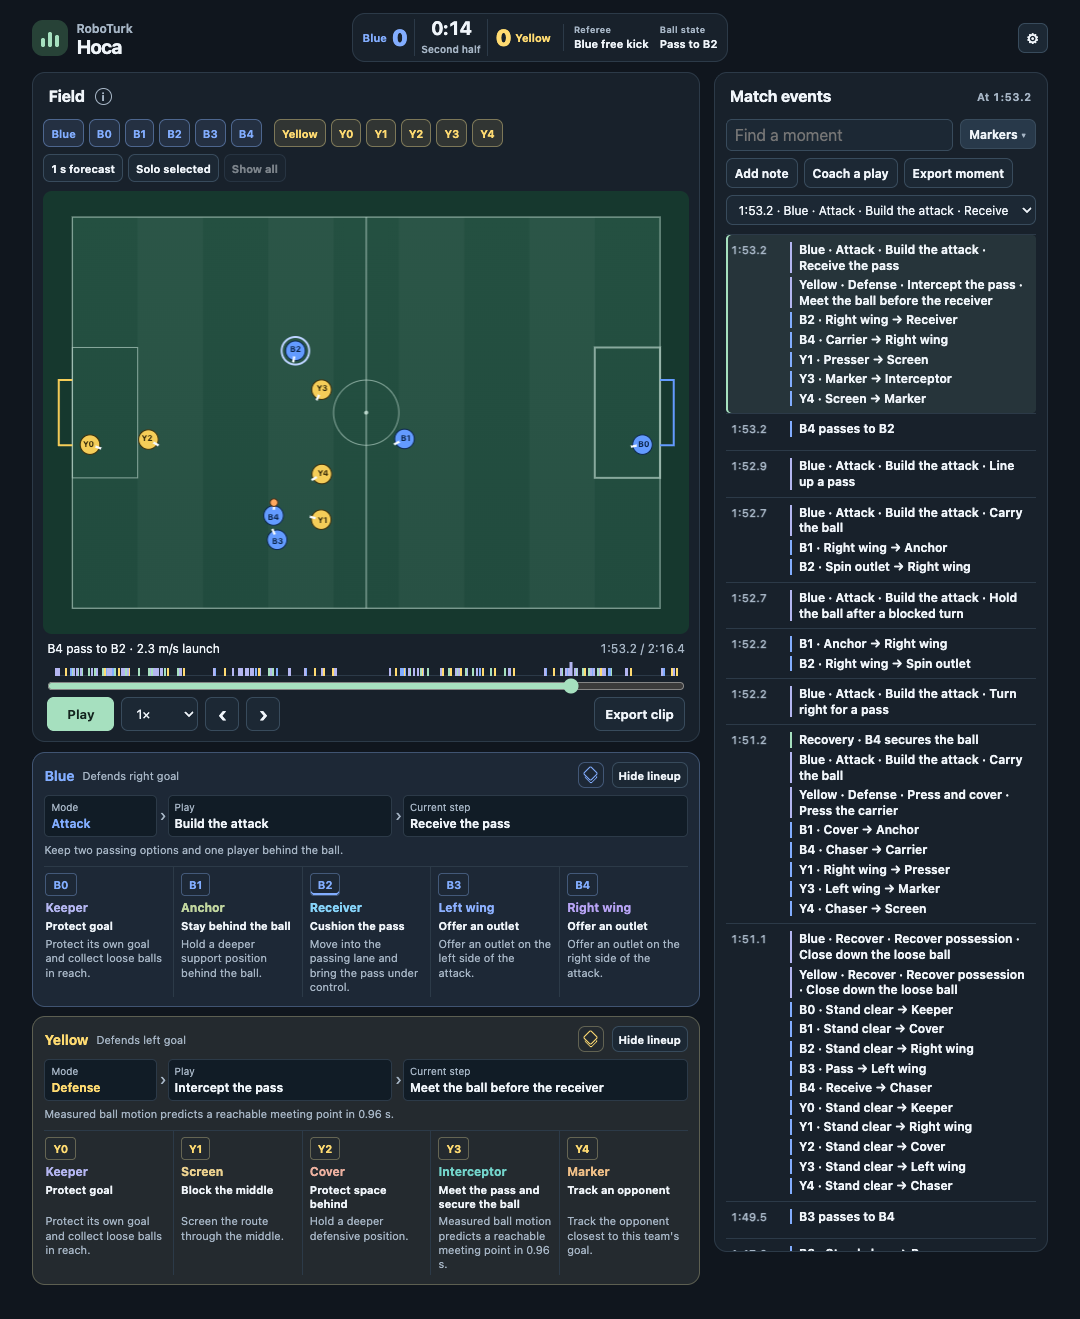 RoboTurk
Hoca
Blue 0
0:14
Second half
0 Yellow
Referee
Blue free kick
Ball state
Pass to B2
Field
Blue B0 B1 B2 B3 B4 Yellow Y0 Y1 Y2 Y3 Y4
1 s forecast Solo selected Show all
B2
Y3
Y0
Y2
B1
B0
Y4
B4
Y1
B3
B4 pass to B2 · 2.3 m/s launch 1:53.2 / 2:16.4
Play 1× ‹ › Export clip
Blue Defends right goal Hide lineup
Mode
Attack
›
Play
Build the attack
›
Current step
Receive the pass
Keep two passing options and one player behind the ball.
B0
Keeper
Protect goal
Protect its own goal
and collect loose balls
in reach.
B1
Anchor
Stay behind the ball
Hold a deeper
support position
behind the ball.
B2
Receiver
Cushion the pass
Move into the
passing lane and
bring the pass under
control.
B3
Left wing
Offer an outlet
Offer an outlet on the
left side of the
attack.
B4
Right wing
Offer an outlet
Offer an outlet on the
right side of the
attack.
Yellow Defends left goal Hide lineup
Mode
Defense
›
Play
Intercept the pass
›
Current step
Meet the ball before the receiver
Measured ball motion predicts a reachable meeting point in 0.96 s.
Y0
Keeper
Protect goal
Protect its own goal
and collect loose balls
in reach.
Y1
Screen
Block the middle
Screen the route
through the middle.
Y2
Cover
Protect space
behind
Hold a deeper
defensive position.
Y3
Interceptor
Meet the pass and
secure the ball
Measured ball motion
predicts a reachable
meeting point in 0.96
s.
Y4
Marker
Track an opponent
Track the opponent
closest to this team's
goal.
Match events At 1:53.2
Find a moment Markers
Add note Coach a play Export moment
1:53.2 · Blue · Attack · Build the attack · Receive
1:53.2 Blue · Attack · Build the attack ·
Receive the pass
Yellow · Defense · Intercept the pass ·
Meet the ball before the receiver
B2 · Right wing → Receiver
B4 · Carrier → Right wing
Y1 · Presser → Screen
Y3 · Marker → Interceptor
Y4 · Screen → Marker
1:53.2 B4 passes to B2
1:52.9 Blue · Attack · Build the attack · Line
up a pass
1:52.7 Blue · Attack · Build the attack · Carry
the ball
B1 · Right wing → Anchor
B2 · Spin outlet → Right wing
1:52.7 Blue · Attack · Build the attack · Hold
the ball after a blocked turn
1:52.2 B1 · Anchor → Right wing
B2 · Right wing → Spin outlet
1:52.2 Blue · Attack · Build the attack · Turn
right for a pass
1:51.2 Recovery · B4 secures the ball
Blue · Attack · Build the attack · Carry
the ball
Yellow · Defense · Press and cover ·
Press the carrier
B1 · Cover → Anchor
B4 · Chaser → Carrier
Y1 · Right wing → Presser
Y3 · Left wing → Marker
Y4 · Chaser → Screen
1:51.1 Blue · Recover · Recover possession ·
Close down the loose ball
Yellow · Recover · Recover possession
· Close down the loose ball
B0 · Stand clear → Keeper
B1 · Stand clear → Cover
B2 · Stand clear → Right wing
B3 · Pass → Left wing
B4 · Receive → Chaser
Y0 · Stand clear → Keeper
Y1 · Stand clear → Right wing
Y2 · Stand clear → Cover
Y3 · Stand clear → Left wing
Y4 · Stand clear → Chaser
1:49.5 B3 passes to B4